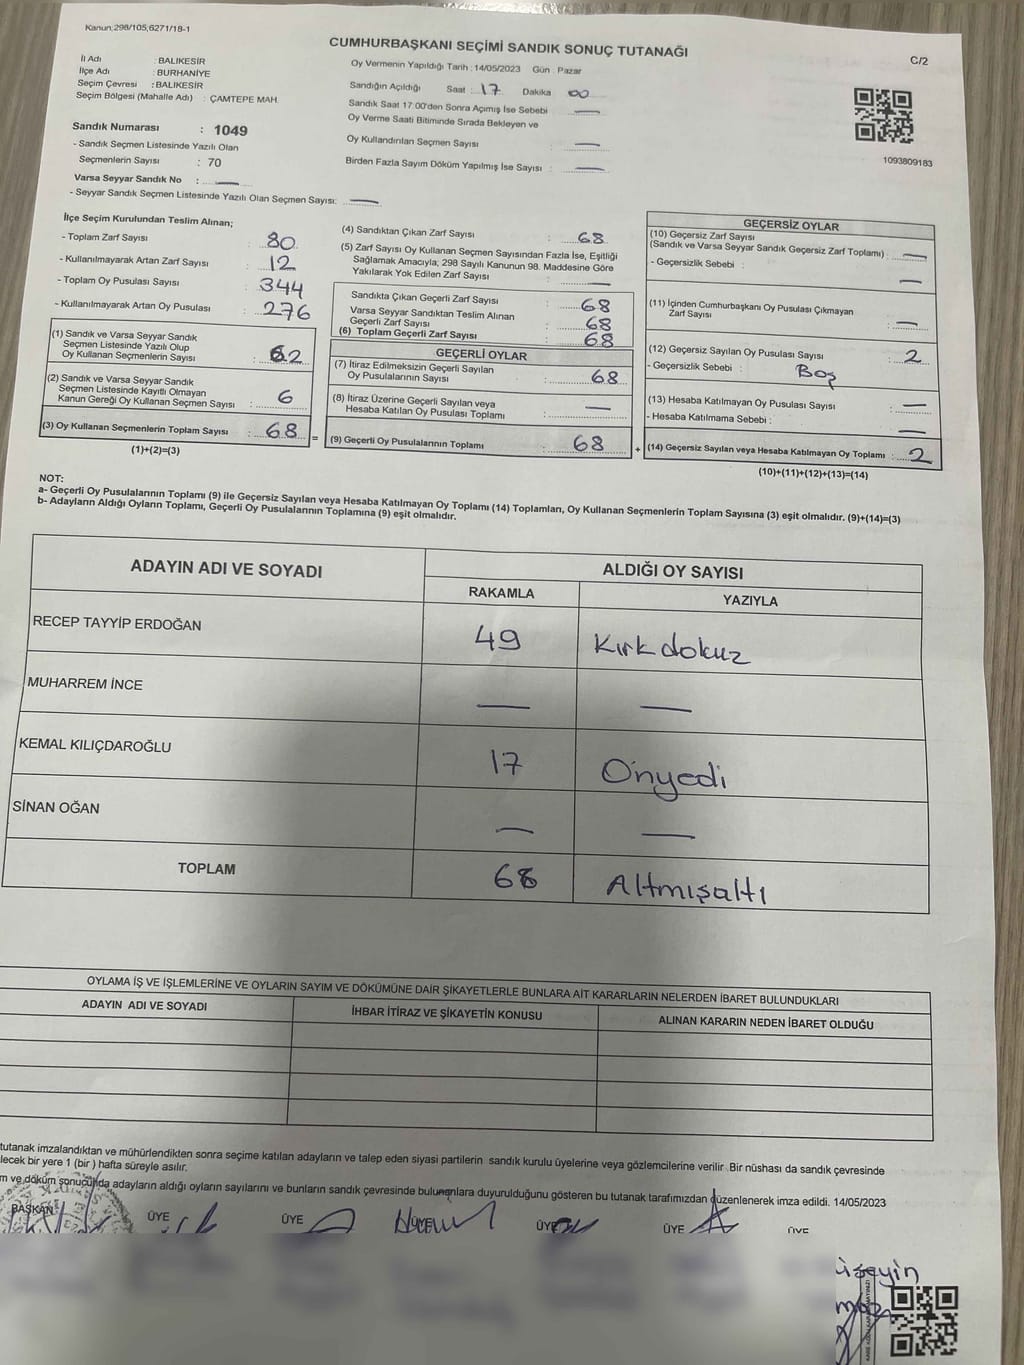 Kanun;298/105,6271/18-1
CUMHURBAŞKANI SEÇİMİ SANDIK SONUÇ TUTANAĞI
C/2
İl Adı : BALIKESİR
İlçe Adı : BURHANİYE
Seçim Çevresi : BALIKESİR
Seçim Bölgesi (Mahalle Adı) : ÇAMTEPE MAH.
Oy Vermenin Yapıldığı Tarih : 14/05/2023 Gün : Pazar
Sandığın Açıldığı Saat : 17 Dakika 00
Sandık Saat 17:00'den Sonra Açımış İse Sebebi —
Oy Verme Saati Bitiminde Sırada Bekleyen ve
Oy Kullandırılan Seçmen Sayısı : —
Birden Fazla Sayım Döküm Yapılmış İse Sayısı : —
1093809183
Sandık Numarası : 1049
- Sandık Seçmen Listesinde Yazılı Olan
Seçmenlerin Sayısı : 70
Varsa Seyyar Sandık No : —
- Seyyar Sandık Seçmen Listesinde Yazılı Olan Seçmen Sayısı: —
İlçe Seçim Kurulundan Teslim Alınan;
- Toplam Zarf Sayısı : 80
- Kullanılmayarak Artan Zarf Sayısı : 12
- Toplam Oy Pusulası Sayısı : 344
- Kullanılmayarak Artan Oy Pusulası : 276
(1) Sandık ve Varsa Seyyar Sandık
Seçmen Listesinde Yazılı Olup
Oy Kullanan Seçmenlerin Sayısı : 62
(2) Sandık ve Varsa Seyyar Sandık
Seçmen Listesinde Kayıtlı Olmayan
Kanun Gereği Oy Kullanan Seçmen Sayısı : 6
(3) Oy Kullanan Seçmenlerin Toplam Sayısı : 68
(1)+(2)=(3)
(4) Sandıktan Çıkan Zarf Sayısı : 68
(5) Zarf Sayısı Oy Kullanan Seçmen Sayısından Fazla İse, Eşitliği
Sağlamak Amacıyla; 298 Sayılı Kanunun 98. Maddesine Göre
Yakılarak Yok Edilen Zarf Sayısı : —
Sandıkta Çıkan Geçerli Zarf Sayısı : 68
Varsa Seyyar Sandıktan Teslim Alınan
Geçerli Zarf Sayısı : 68
(6) Toplam Geçerli Zarf Sayısı : 68
GEÇERLİ OYLAR
(7) İtiraz Edilmeksizin Geçerli Sayılan
Oy Pusulalarının Sayısı : 68
(8) İtiraz Üzerine Geçerli Sayılan veya
Hesaba Katılan Oy Pusulası Toplamı : —
= (9) Geçerli Oy Pusulalarının Toplamı : 68
GEÇERSİZ OYLAR
(10) Geçersiz Zarf Sayısı
(Sandık ve Varsa Seyyar Sandık Geçersiz Zarf Toplamı) : —
- Geçersizlik Sebebi : —
(11) İçinden Cumhurbaşkanı Oy Pusulası Çıkmayan
Zarf Sayısı : —
(12) Geçersiz Sayılan Oy Pusulası Sayısı : 2
- Geçersizlik Sebebi : Boş
(13) Hesaba Katılmayan Oy Pusulası Sayısı : —
- Hesaba Katılmama Sebebi : —
+ (14) Geçersiz Sayılan veya Hesaba Katılmayan Oy Toplamı : 2
(10)+(11)+(12)+(13)=(14)
NOT:
a- Geçerli Oy Pusulalarının Toplamı (9) ile Geçersiz Sayılan veya Hesaba Katılmayan Oy Toplamı (14) Toplamları, Oy Kullanan Seçmenlerin Toplam Sayısına (3) eşit olmalıdır. (9)+(14)=(3)
b- Adayların Aldığı Oyların Toplamı, Geçerli Oy Pusulalarının Toplamına (9) eşit olmalıdır.
ADAYIN ADI VE SOYADI
ALDIĞI OY SAYISI
RAKAMLA YAZIYLA
RECEP TAYYİP ERDOĞAN 49 Kırkdokuz
MUHARREM İNCE — —
KEMAL KILIÇDAROĞLU 17 Onyedi
SİNAN OĞAN — —
TOPLAM 68 Altmışaltı
OYLAMA İŞ VE İŞLEMLERİNE VE OYLARIN SAYIM VE DÖKÜMÜNE DAİR ŞİKAYETLERLE BUNLARA AİT KARARLARIN NELERDEN İBARET BULUNDUKLARI
ADAYIN ADI VE SOYADI İHBAR İTİRAZ VE ŞİKAYETİN KONUSU ALINAN KARARIN NEDEN İBARET OLDUĞU
tutanak imzalandıktan ve mühürlendikten sonra seçime katılan adayların ve talep eden siyasi partilerin sandık kurulu üyelerine veya gözlemcilerine verilir. Bir nüshası da sandık çevresinde
lecek bir yere 1 (bir) hafta süreyle asılır.
m ve döküm sonucunda adayların aldığı oyların sayılarını ve bunların sandık çevresinde bulunanlara duyurulduğunu gösteren bu tutanak tarafımızdan düzenlenerek imza edildi. 14/05/2023
BAŞKAN ÜYE ÜYE ÜYE ÜYE ÜYE ÜYE